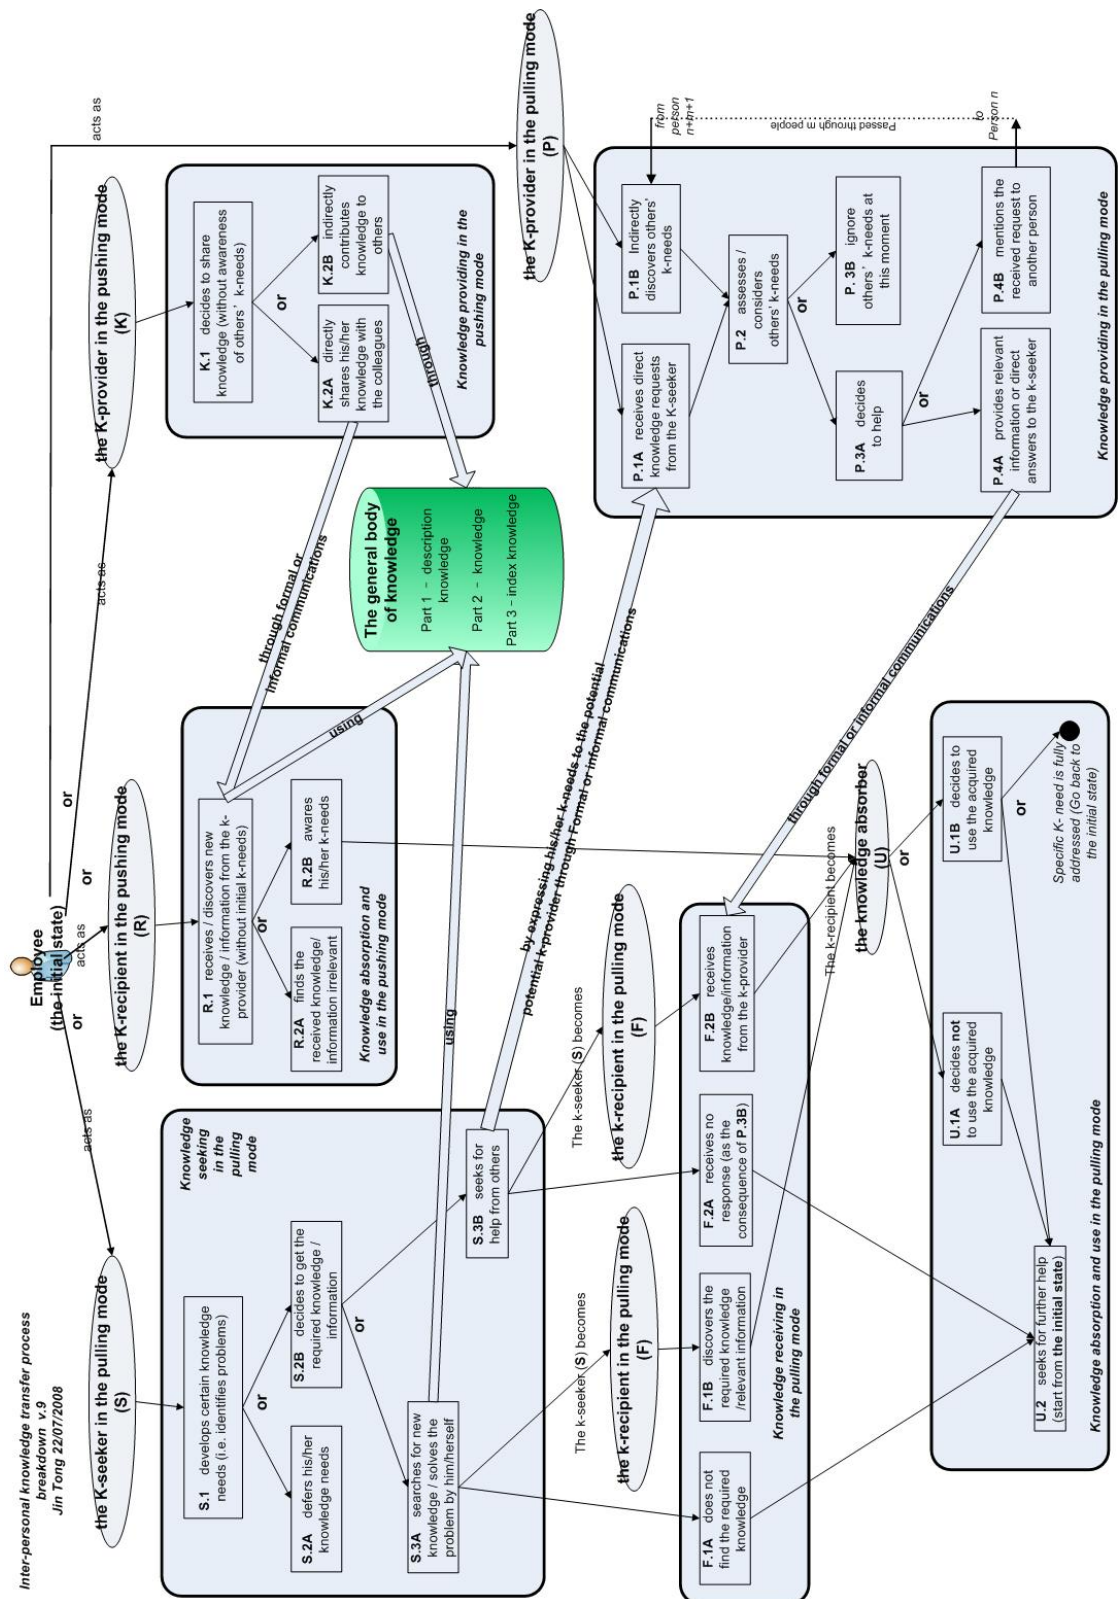 Inter-personal knowledge transfer process
breakdown v.9
Jin Tong 22/07/2008
Employee
(the initial state)
or
or
or
acts as
acts as
acts as
acts as
the K-seeker in the pulling mode
(S)
the K-recipient in the pushing mode
(R)
the K-provider in the pushing mode
(K)
the K-provider in the pulling mode
(P)
S.1 develops certain knowledge
needs (i.e. identifies problems)
or
S.2A defers his/her
knowledge needs
S.2B decides to get the
required knowledge /
information
or
S.3A searches for new
knowledge / solves the
problem by him/herself
S.3B seeks for
help from others
Knowledge
seeking
in the
pulling
mode
R.1 receives / discovers new
knowledge / information from the k-
provider (without initial k-needs)
or
R.2A finds the
received knowledge/
information irrelevant
R.2B awares
his/her k-needs
Knowledge absorption and
use in the pushing mode
K.1 decides to share
knowledge (without awareness
of others' k-needs)
or
K.2A directly
shares his/her
knowledge with
the colleagues
K.2B indirectly
contributes
knowledge to
others
Knowledge providing in the
pushing mode
through formal or
informal communications
through
using
using
The general body
of knowledge
Part 1 - description
knowledge
Part 2 - knowledge
Part 3 - index knowledge
by expressing his/her k-needs to the potential
potential k-provider through Formal or informal communications
P.1A receives direct
knowledge requests
from the K-seeker
P.1B Indirectly
discovers others'
k-needs
P.2 assesses /
considers
others' k-needs
or
P.3A decides
to help
P. 3B ignore
others' k-needs at
this moment
or
P.4A provides relevant
information or direct
answers to the k-seeker
P.4B mentions the
received request to
another person
Knowledge providing in the pulling mode
from
person
n+m+1
Passed through m people
to
Person n
The k-seeker (S) becomes
The k-seeker (S) becomes
the k-recipient in the pulling mode
(F)
the k-recipient in the pulling mode
(F)
F.1A does not
find the required
knowledge
F.1B discovers the
required knowledge
/relevant information
F.2A receives no
response (as the
consequence of P.3B)
F.2B receives
knowledge/information
from the k-provider
Knowledge receiving in
the pulling mode
through formal or informal communications
The k-recipient becomes
the knowledge absorber
(U)
or
U.1A decides not
to use the acquired
knowledge
U.1B decides to
use the acquired
knowledge
or
U.2 seeks for further help
(start from the initial state)
Specific K- need is fully
addressed (Go back to
the initial state)
Knowledge absorption and use in the pulling mode